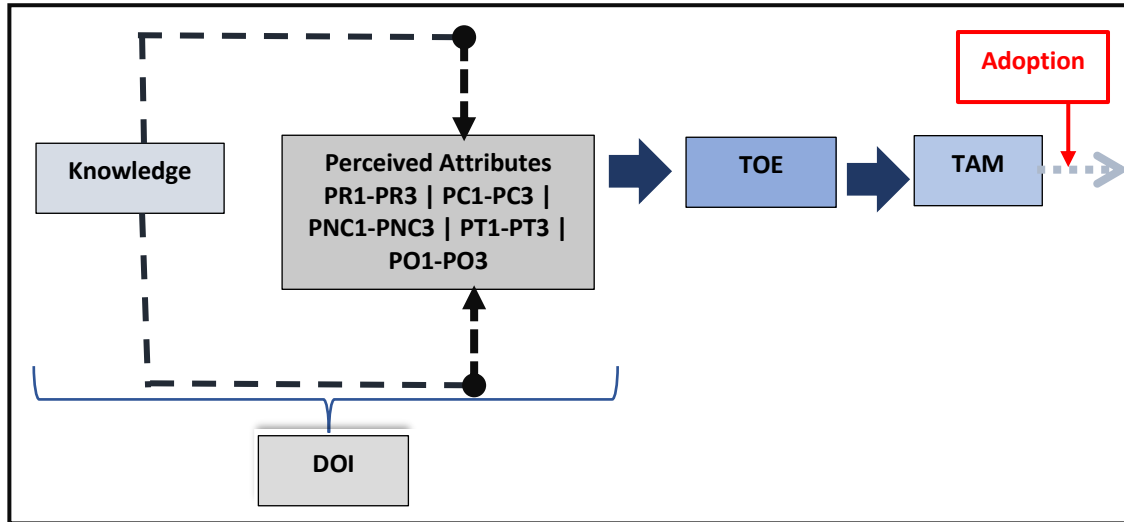 Adoption
Knowledge
Perceived Attributes
PR1-PR3 | PC1-PC3 |
PNC1-PNC3 | PT1-PT3 |
PO1-PO3
TOE
TAM
DOI